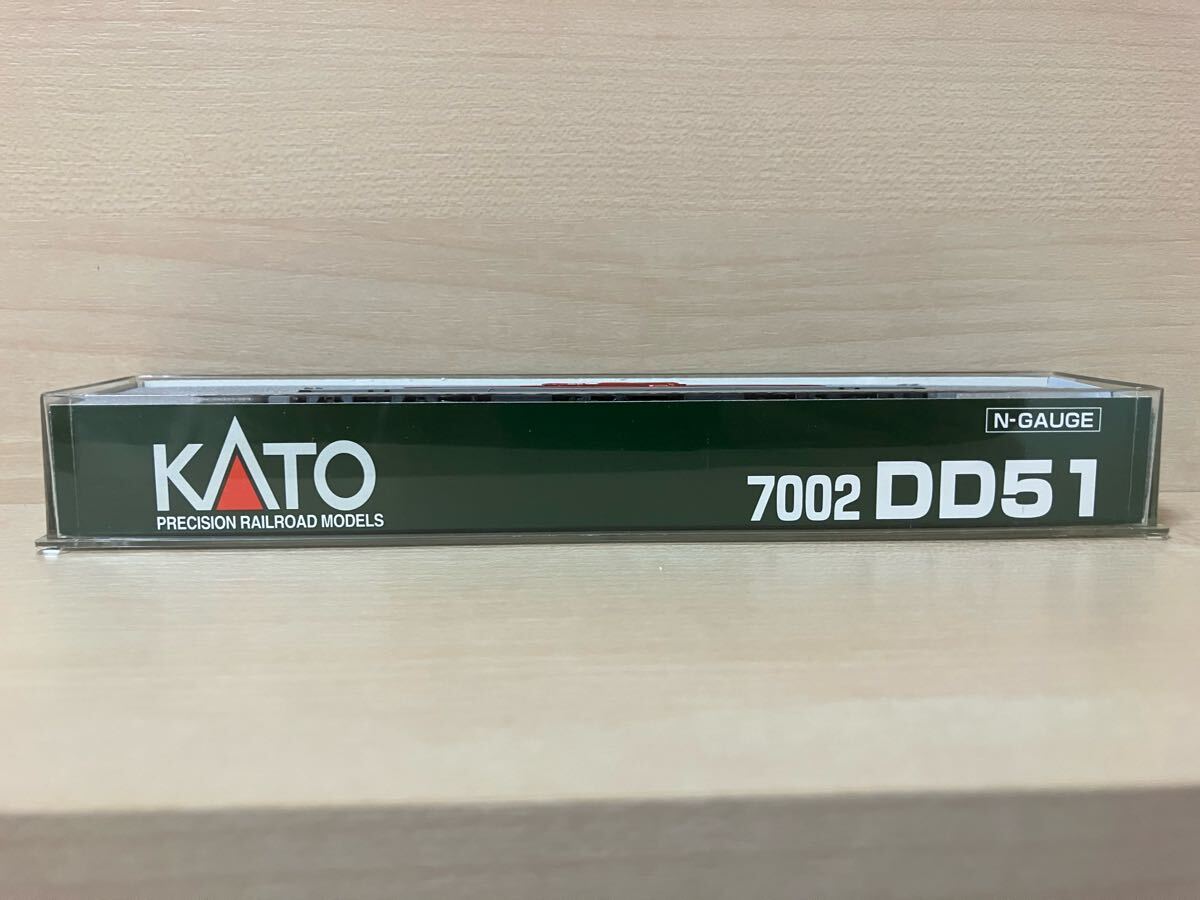 N-GAUGE
KATO
PRECISION RAILROAD MODELS
7002 DD51